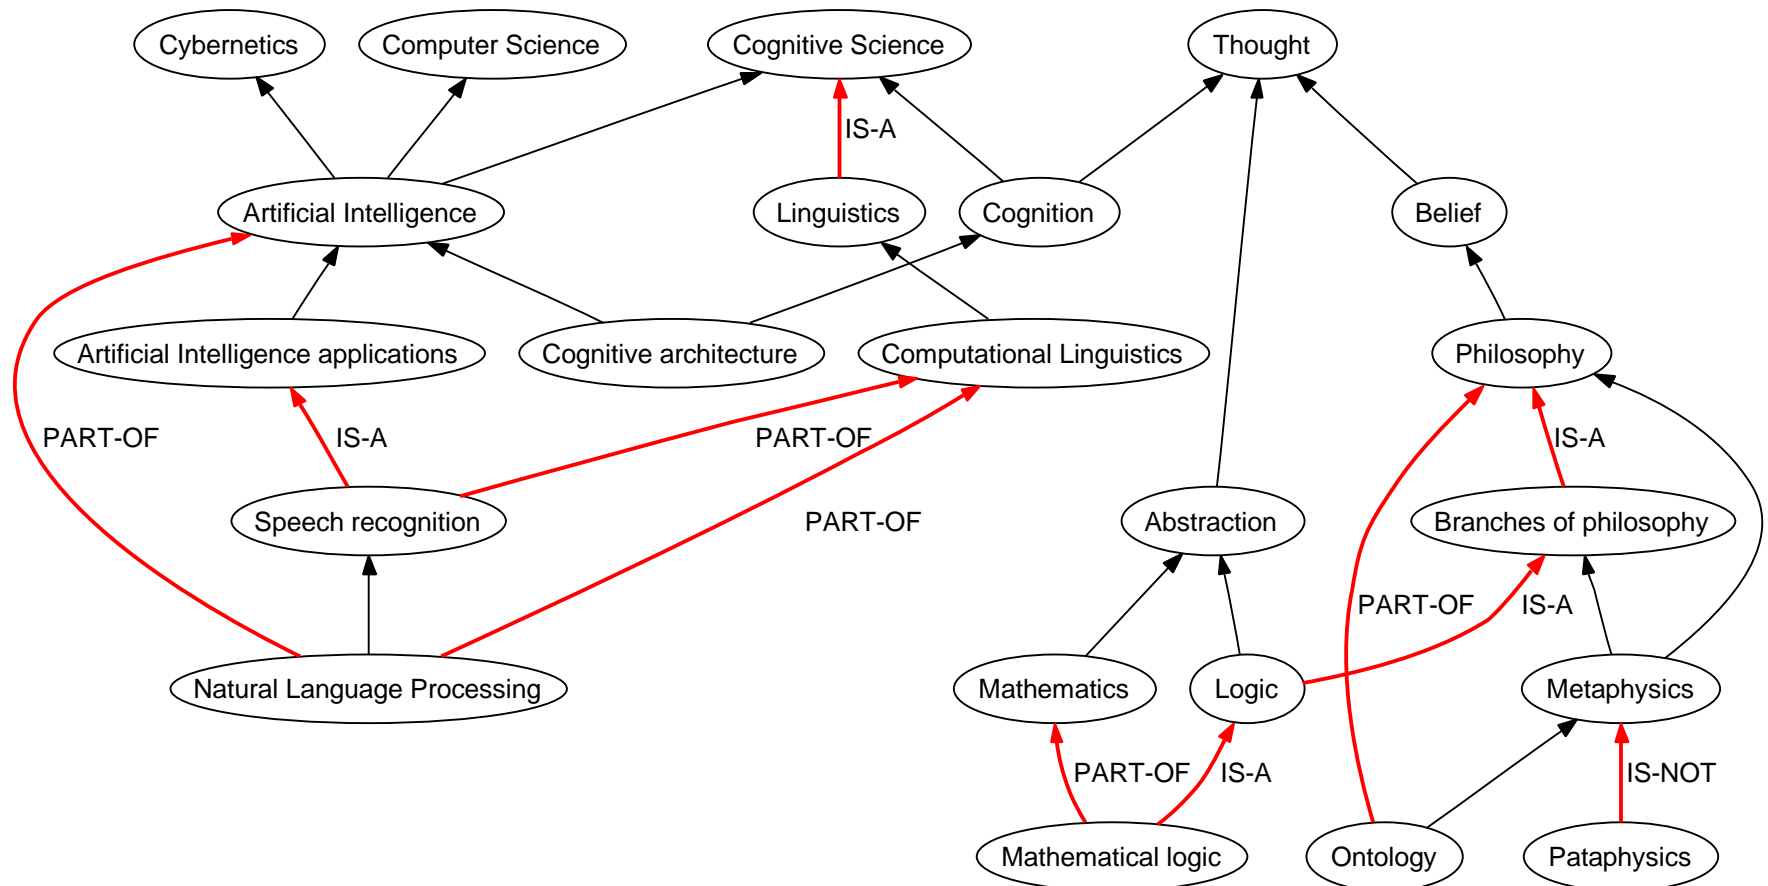 Cybernetics
Computer Science
Cognitive Science
Thought
IS-A
Artificial Intelligence
Linguistics
Cognition
Belief
Artificial Intelligence applications
Cognitive architecture
Computational Linguistics
Philosophy
PART-OF
IS-A
PART-OF
IS-A
Speech recognition
PART-OF
Abstraction
Branches of philosophy
PART-OF
IS-A
Natural Language Processing
Mathematics
Logic
Metaphysics
PART-OF
IS-A
IS-NOT
Mathematical logic
Ontology
Pataphysics